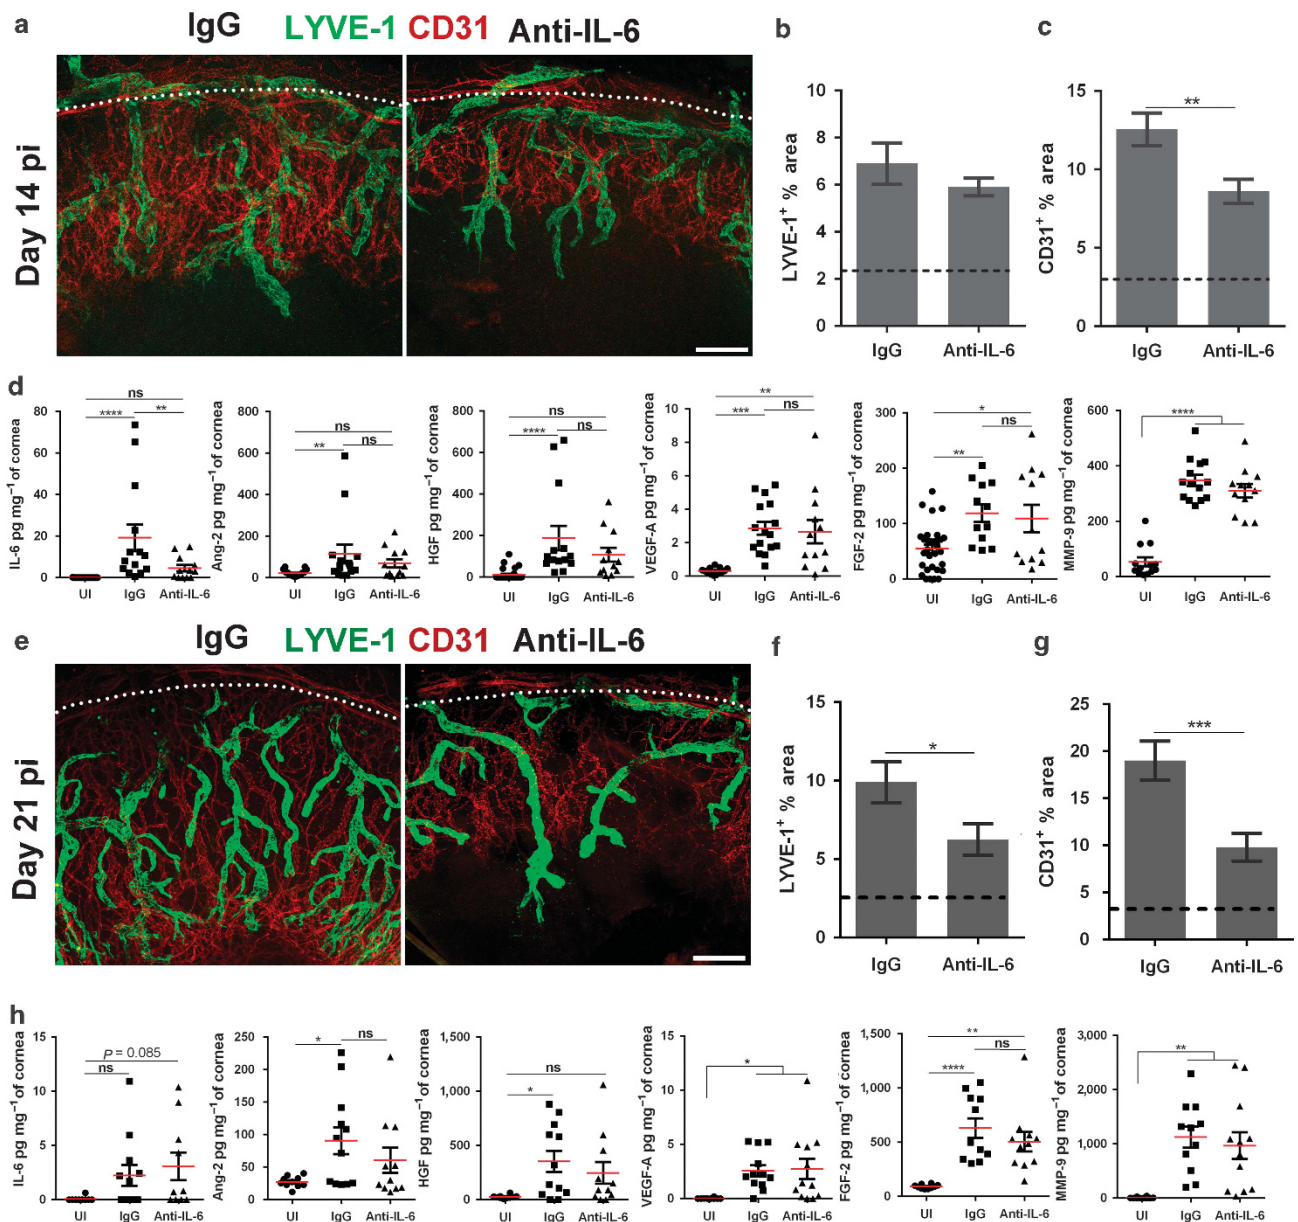 a
IgG LYVE-1 CD31 Anti-IL-6
Day 14 pi
b
LYVE-1+ % area
10
8
6
4
2
0
IgG Anti-IL-6
c
CD31+ % area
**
15
10
5
0
IgG Anti-IL-6
d
IL-6 pg mg−1 of cornea
ns
**** **
80
60
40
20
0
UI IgG Anti-IL-6
Ang-2 pg mg−1 of cornea
ns
** ns
800
600
400
200
0
UI IgG Anti-IL-6
HGF pg mg−1 of cornea
ns
**** ns
800
600
400
200
0
UI IgG Anti-IL-6
VEGF-A pg mg−1 of cornea
**
*** ns
10
8
6
4
2
0
UI IgG Anti-IL-6
FGF-2 pg mg−1 of cornea
*
ns
**
300
200
100
0
UI IgG Anti-IL-6
MMP-9 pg mg−1 of cornea
****
600
400
200
0
UI IgG Anti-IL-6
e
IgG LYVE-1 CD31 Anti-IL-6
Day 21 pi
f
LYVE-1+ % area
*
15
10
5
0
IgG Anti-IL-6
g
CD31+ % area
***
25
20
15
10
5
0
IgG Anti-IL-6
h
IL-6 pg mg−1 of cornea
P = 0.085
ns
15
10
5
0
UI IgG Anti-IL-6
Ang-2 pg mg−1 of cornea
ns
*
250
200
150
100
50
0
UI IgG Anti-IL-6
HGF pg mg−1 of cornea
ns
*
1,500
1,000
500
0
UI IgG Anti-IL-6
VEGF-A pg mg−1 of cornea
*
15
10
5
0
UI IgG Anti-IL-6
FGF-2 pg mg−1 of cornea
**
ns
****
1,500
1,000
500
0
UI IgG Anti-IL-6
MMP-9 pg mg−1 of cornea
**
3,000
2,000
1,000
0
UI IgG Anti-IL-6